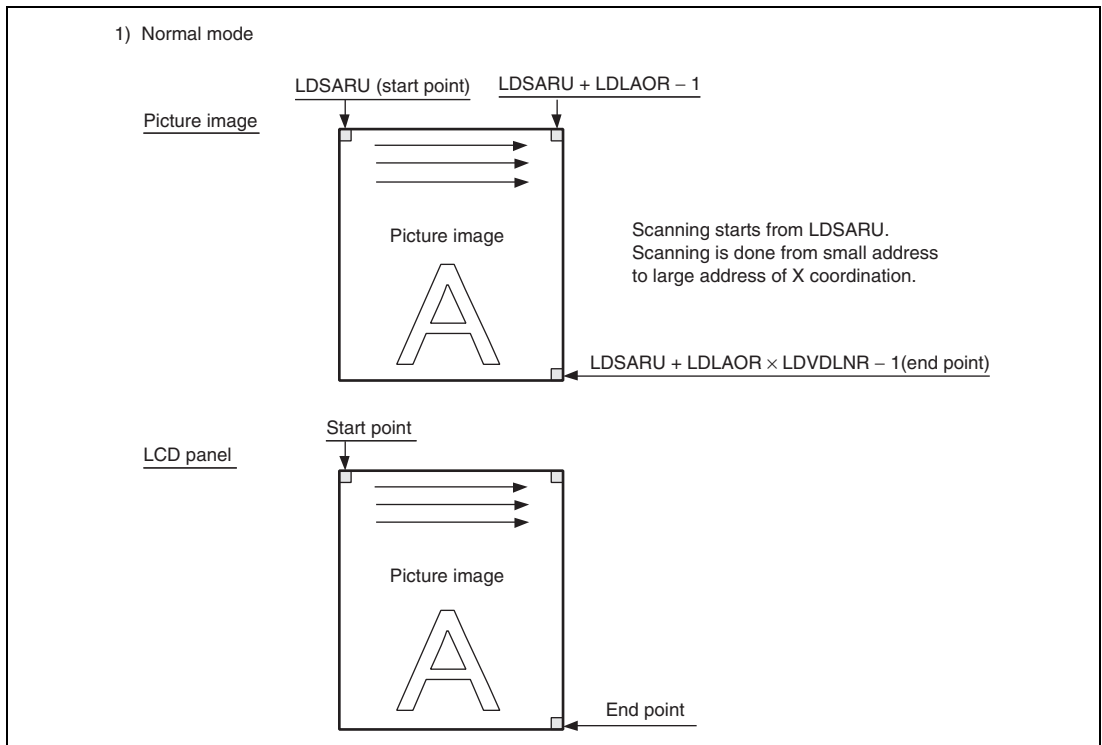 1) Normal mode
LDSARU (start point)
LDSARU + LDLAOR − 1
Picture image
Picture image
Scanning starts from LDSARU.
Scanning is done from small address
to large address of X coordination.
A
LDSARU + LDLAOR × LDVDLNR − 1(end point)
Start point
LCD panel
Picture image
A
End point